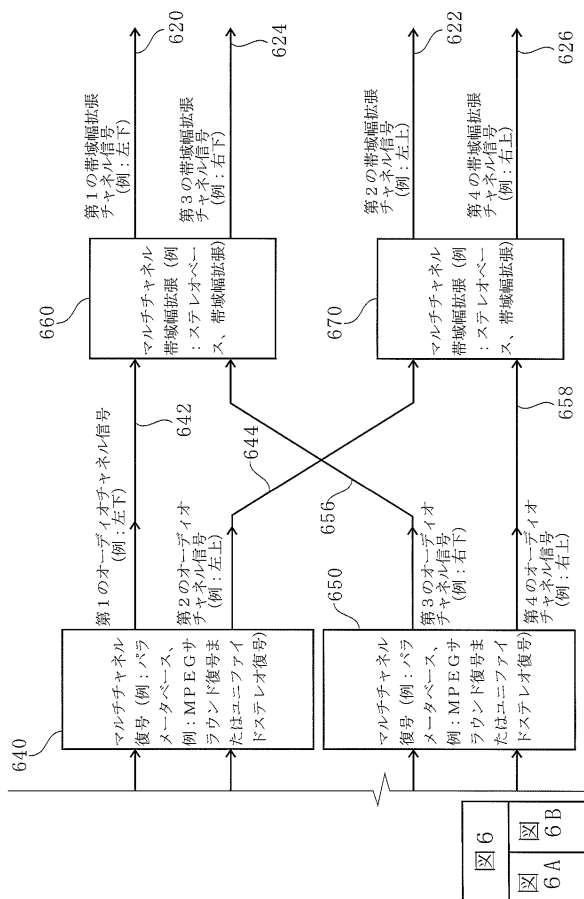 640
マルチチャネル
復号(例:パラ
メータベース、
例:MPEGサ
ラウンド復号ま
たはユニファイ
ドステレオ復号)
第1のオーディオチャネル信号
(例:左下)
642
第2のオーディオ
チャネル信号
(例:左上)
644
660
マルチチャネル
帯域幅拡張(例
:ステレオベー
ス、帯域幅拡張)
第1の帯域幅拡張
チャネル信号
(例:左下)
620
第3の帯域幅拡張
チャネル信号
(例:右下)
624
650
マルチチャネル
復号(例:パラ
メータベース、
例:MPEGサ
ラウンド復号ま
たはユニファイ
ドステレオ復号)
第3のオーディオ
チャネル信号
(例:右下)
656
第4のオーディオ
チャネル信号
(例:右上)
658
670
マルチチャネル
帯域幅拡張(例
:ステレオベー
ス、帯域幅拡張)
第2の帯域幅拡張
チャネル信号
(例:左上)
622
第4の帯域幅拡張
チャネル信号
(例:右上)
626
図6
図
6A
図
6B